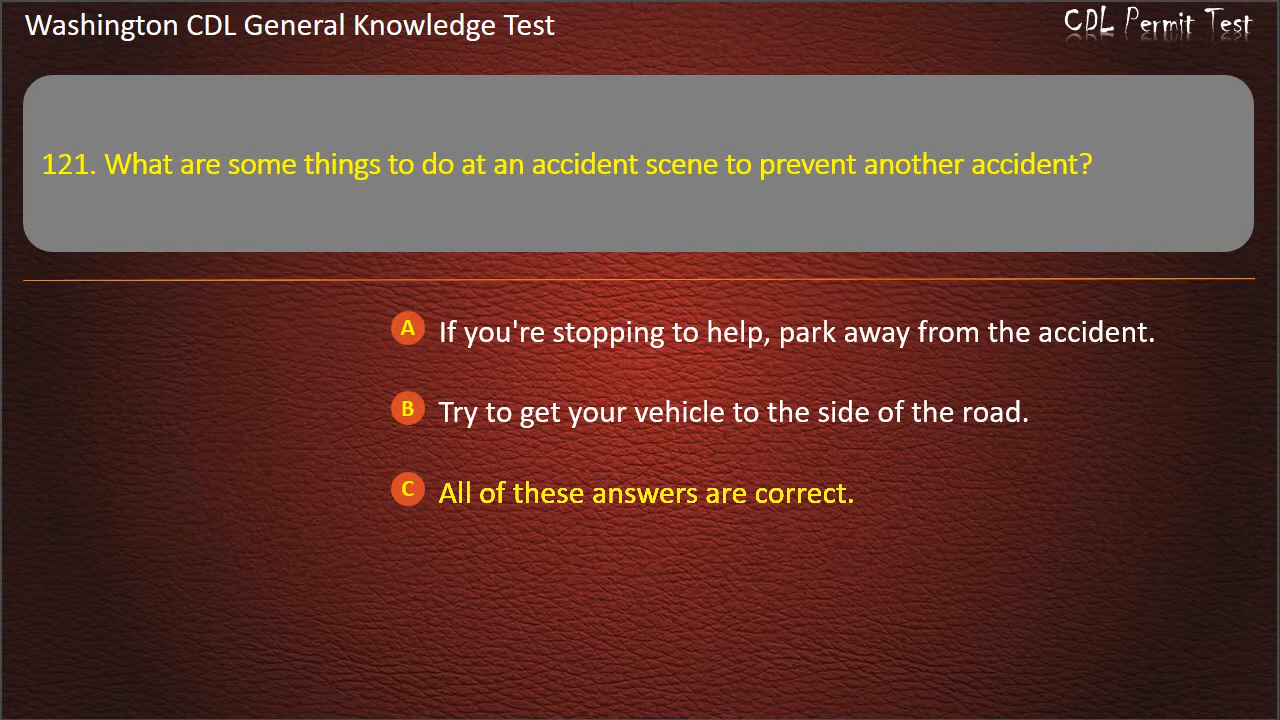 Washington CDL General Knowledge Test
CDL Permit Test
121. What are some things to do at an accident scene to prevent another accident?
A If you're stopping to help, park away from the accident.
B Try to get your vehicle to the side of the road.
C All of these answers are correct.